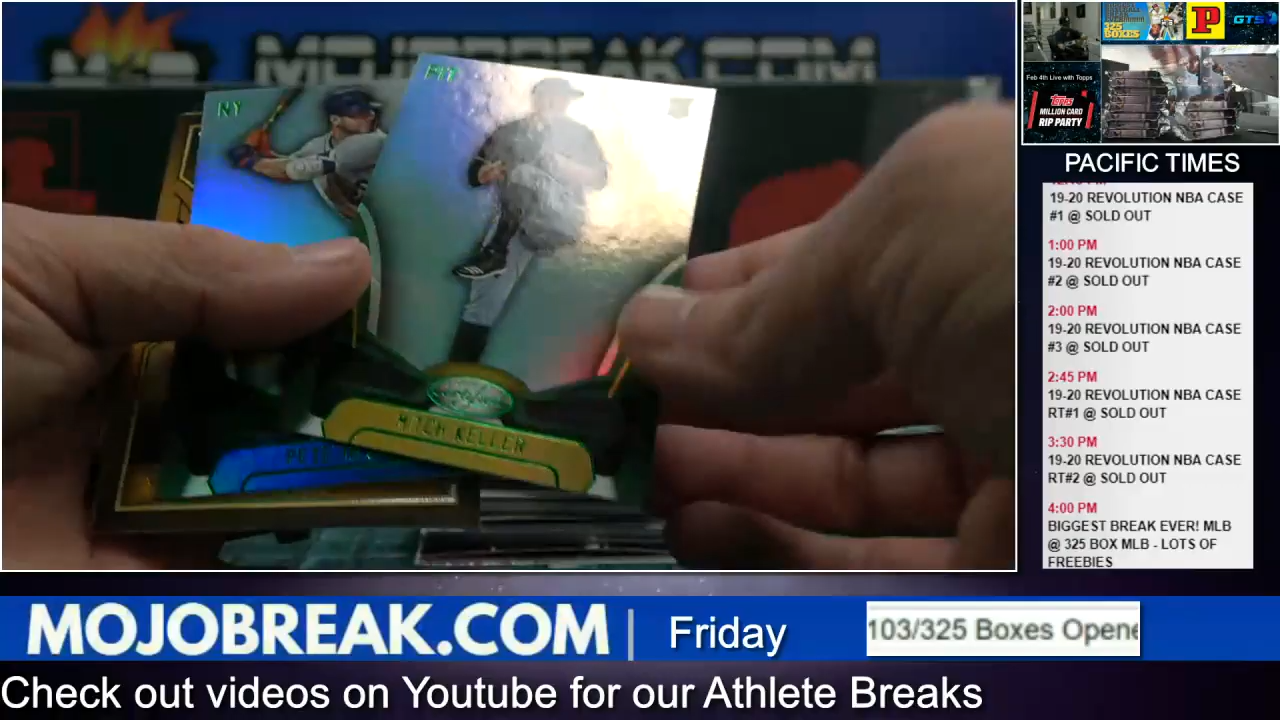 MOJOBREAK.COM
NY
PIT
MITCH KELLER
PETE
325
BOXES
P
GTS
Feb 4th Live with Topps
Topps
MILLION CARD
RIP PARTY
PACIFIC TIMES
19-20 REVOLUTION NBA CASE
#1 @ SOLD OUT
1:00 PM
19-20 REVOLUTION NBA CASE
#2 @ SOLD OUT
2:00 PM
19-20 REVOLUTION NBA CASE
#3 @ SOLD OUT
2:45 PM
19-20 REVOLUTION NBA CASE
RT#1 @ SOLD OUT
3:30 PM
19-20 REVOLUTION NBA CASE
RT#2 @ SOLD OUT
4:00 PM
BIGGEST BREAK EVER! MLB
@ 325 BOX MLB - LOTS OF
FREEBIES
MOJOBREAK.COM | Friday
103/325 Boxes Opene
Check out videos on Youtube for our Athlete Breaks